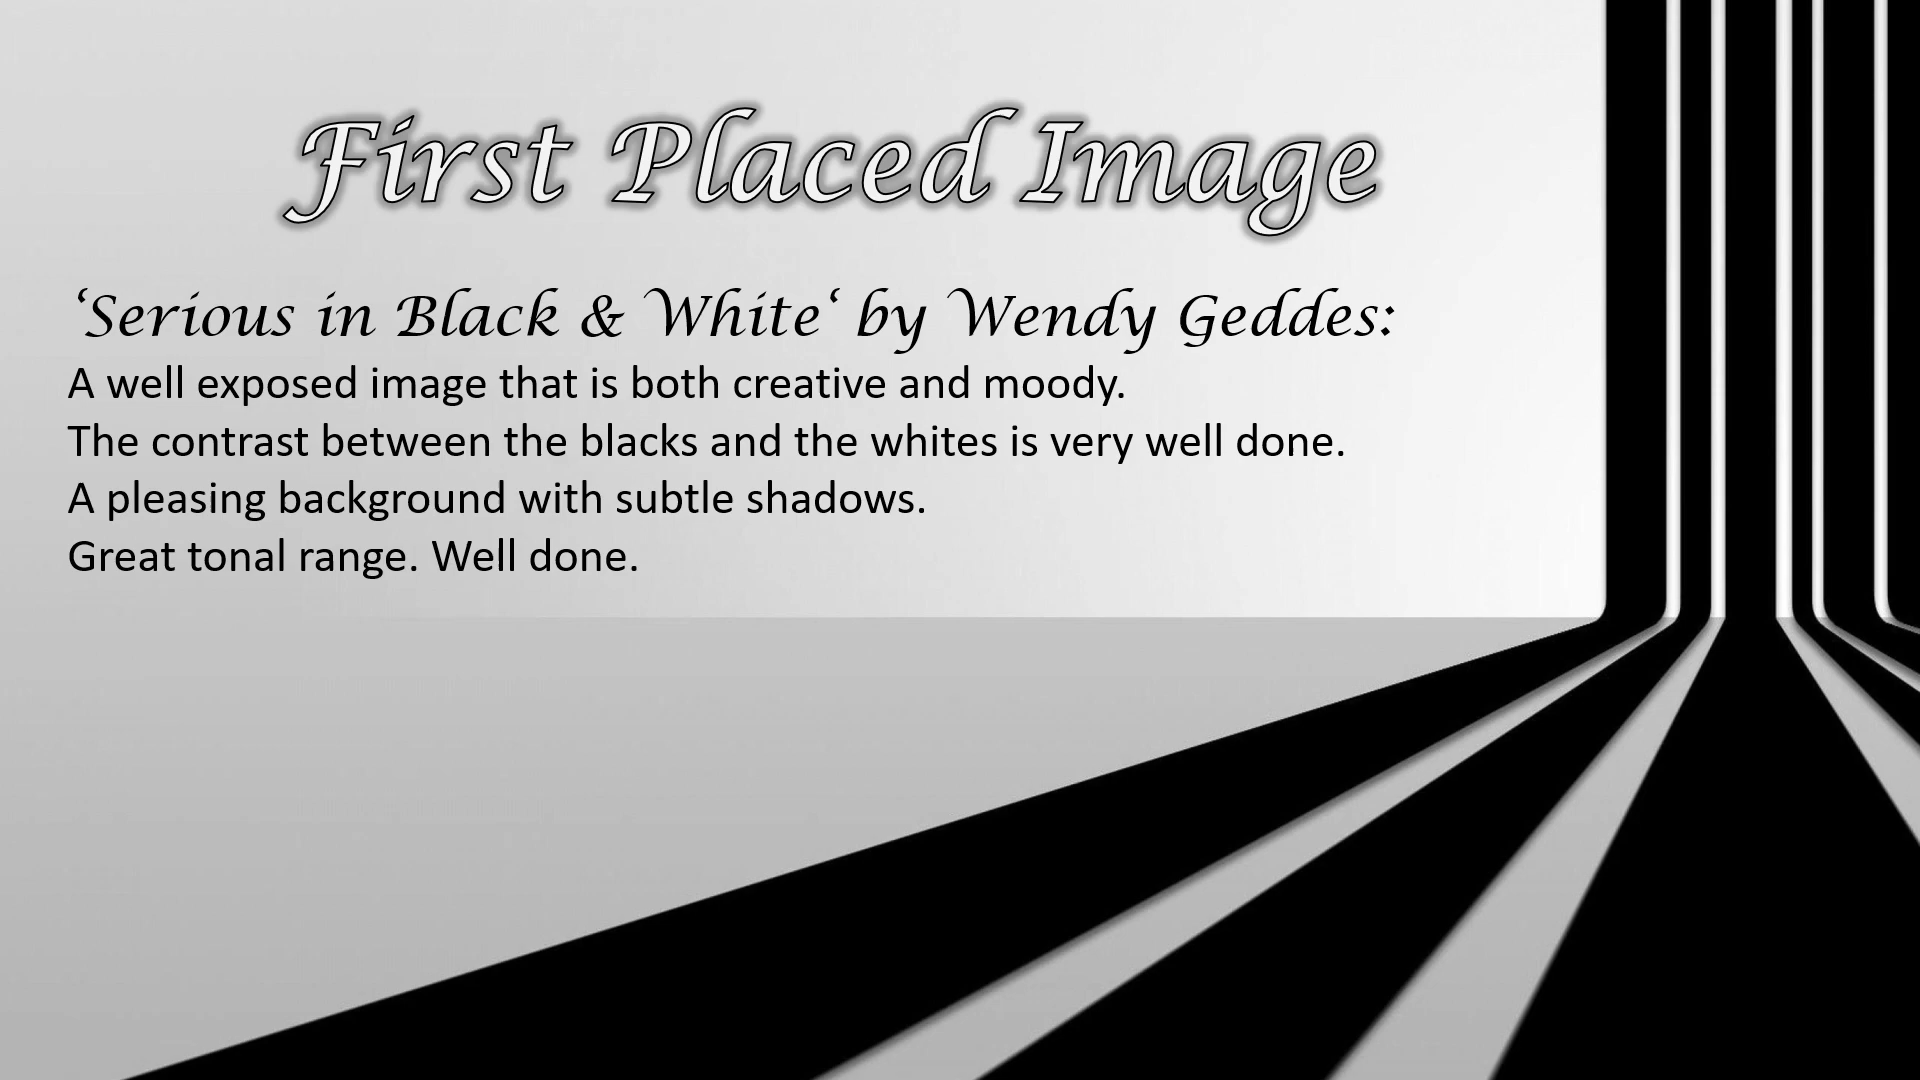 First Placed Image
‘Serious in Black & White‘ by Wendy Geddes:
A well exposed image that is both creative and moody.
The contrast between the blacks and the whites is very well done.
A pleasing background with subtle shadows.
Great tonal range. Well done.